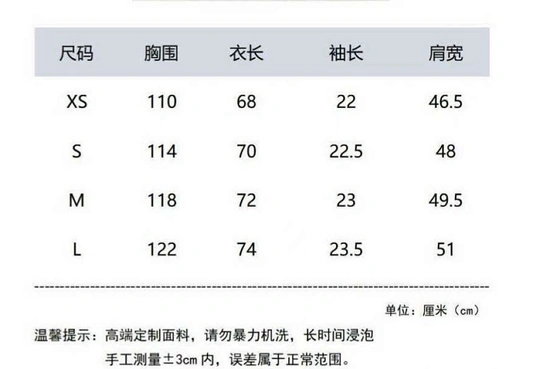 尺码 胸围 衣长 袖长 肩宽
XS 110 68 22 46.5
S 114 70 22.5 48
M 118 72 23 49.5
L 122 74 23.5 51
单位：厘米（cm）
温馨提示：高端定制面料，请勿暴力机洗，长时间浸泡
手工测量±3cm内，误差属于正常范围。